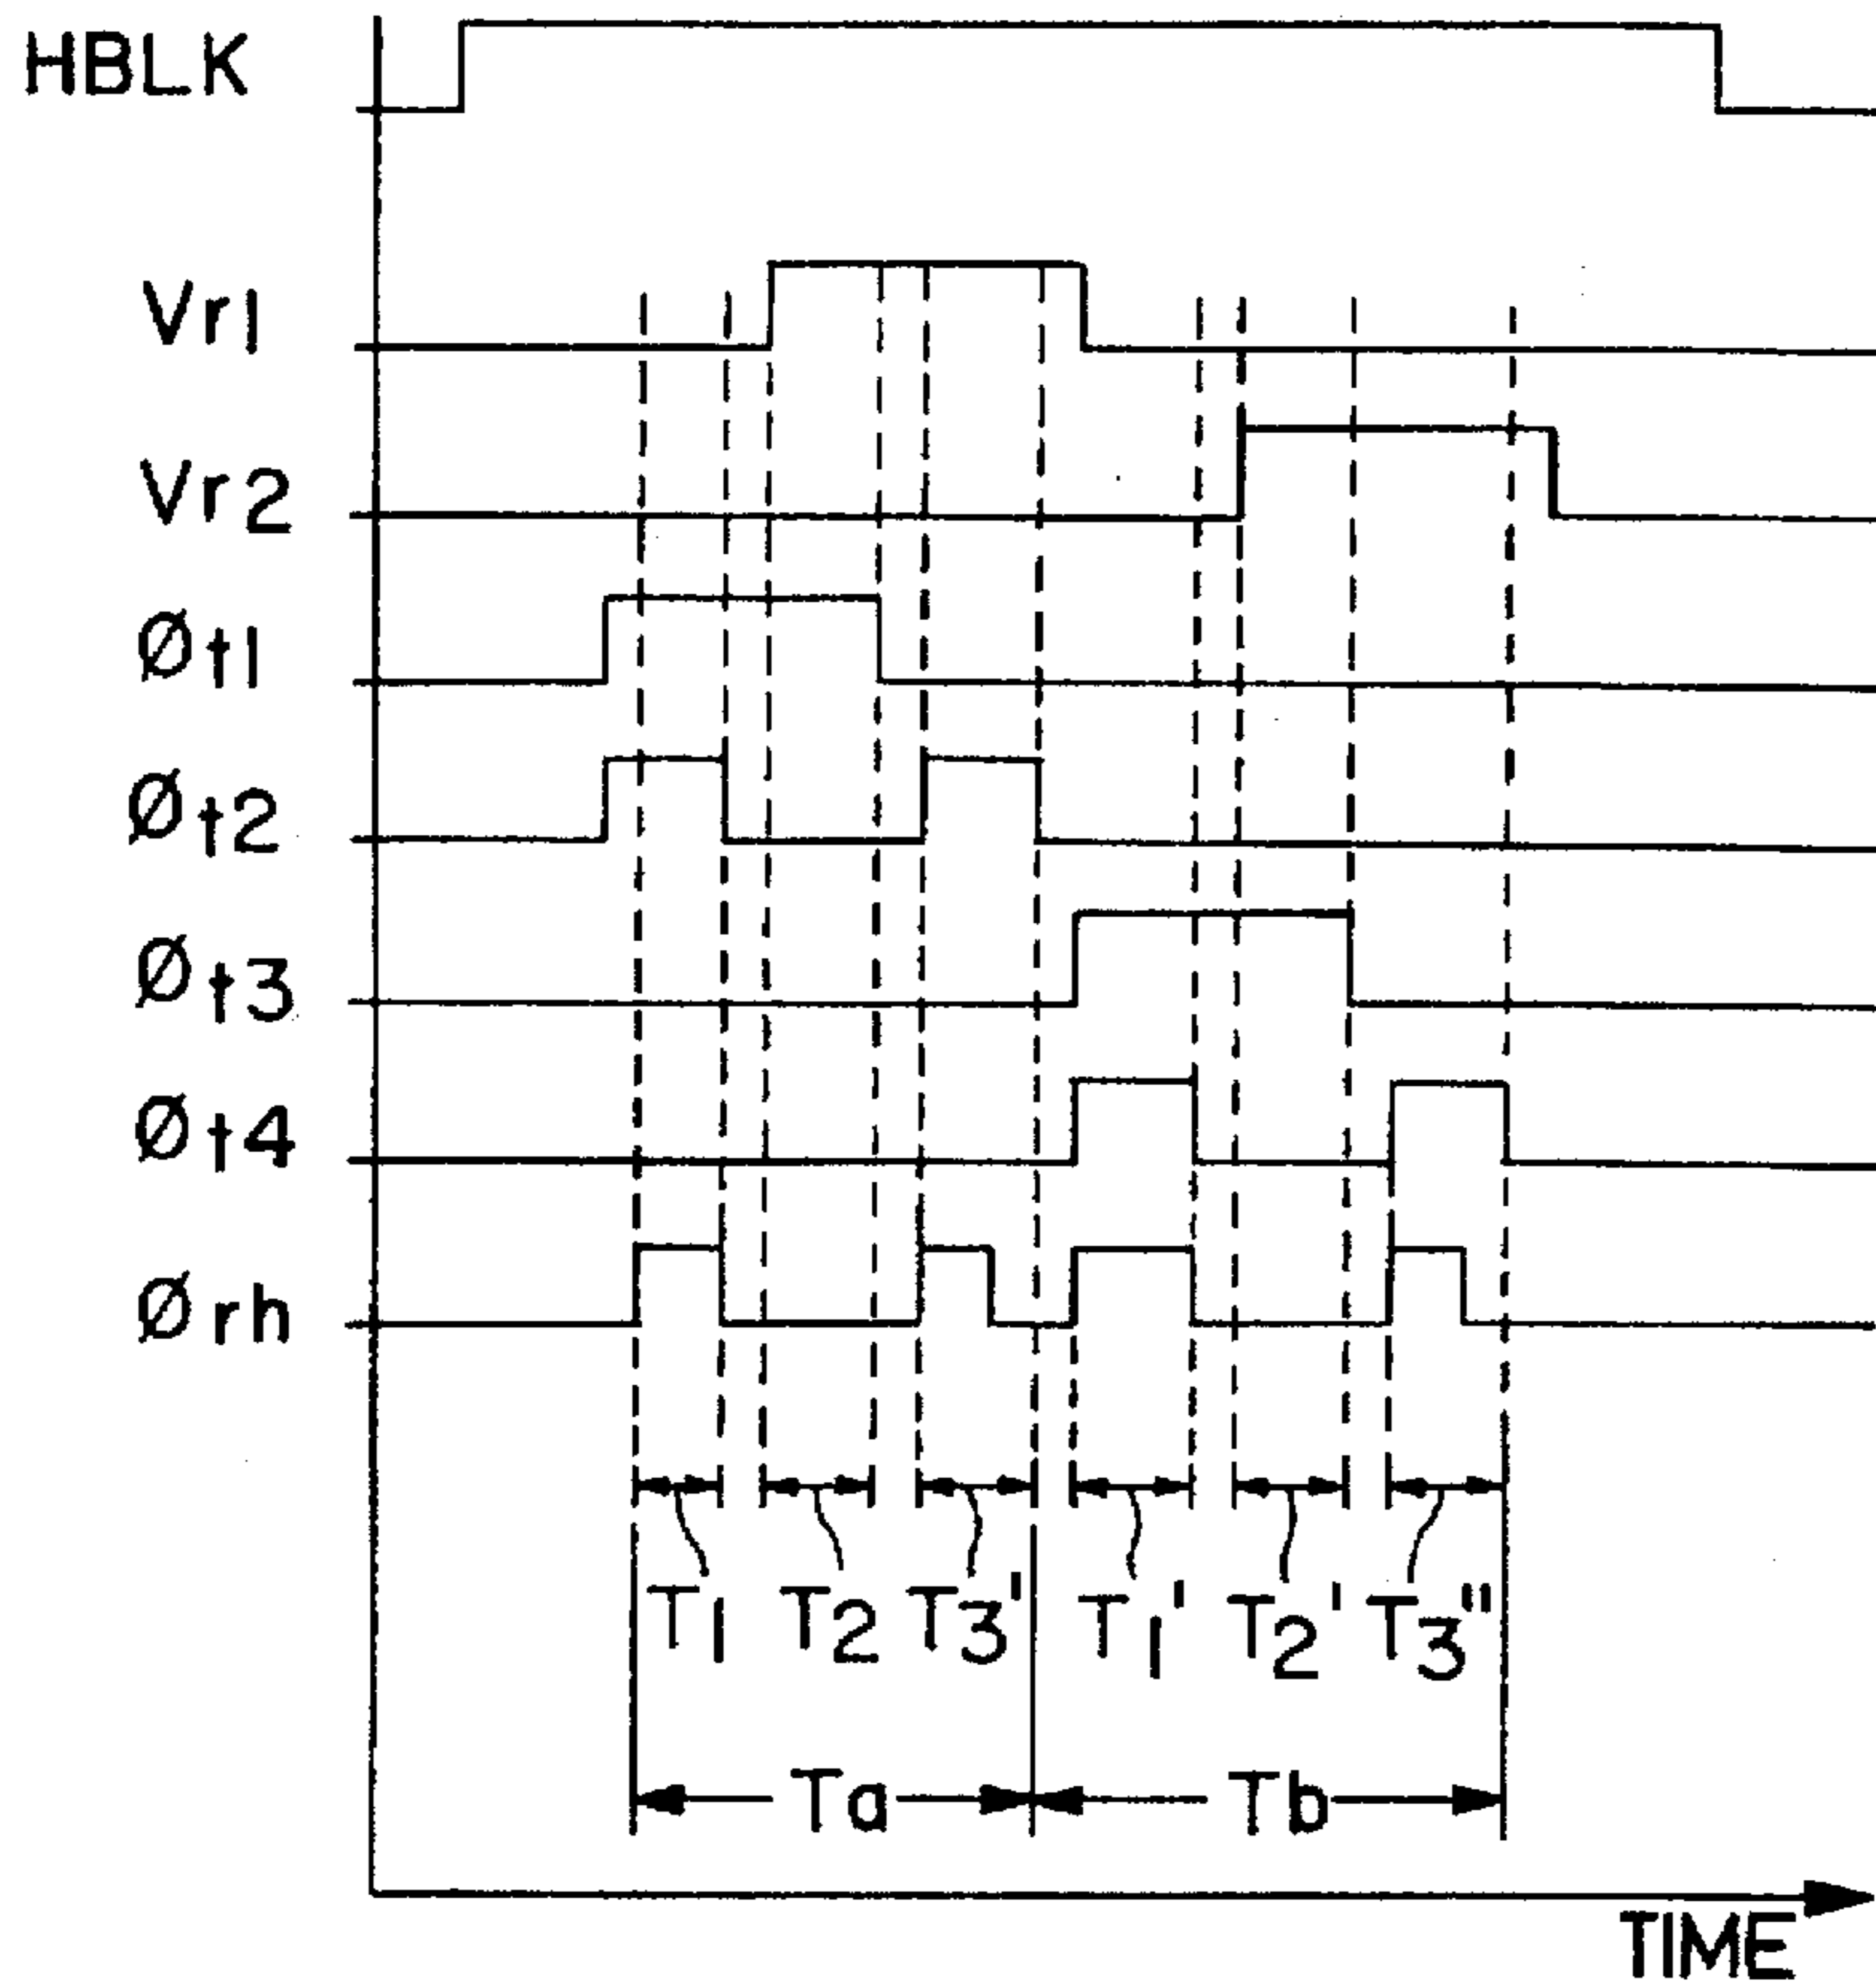 HBLK
Vr1
Vr2
Øt1
Øt2
Øt3
Øt4
Ørh
T1 T2 T3' T1' T2' T3"
Ta Tb
TIME